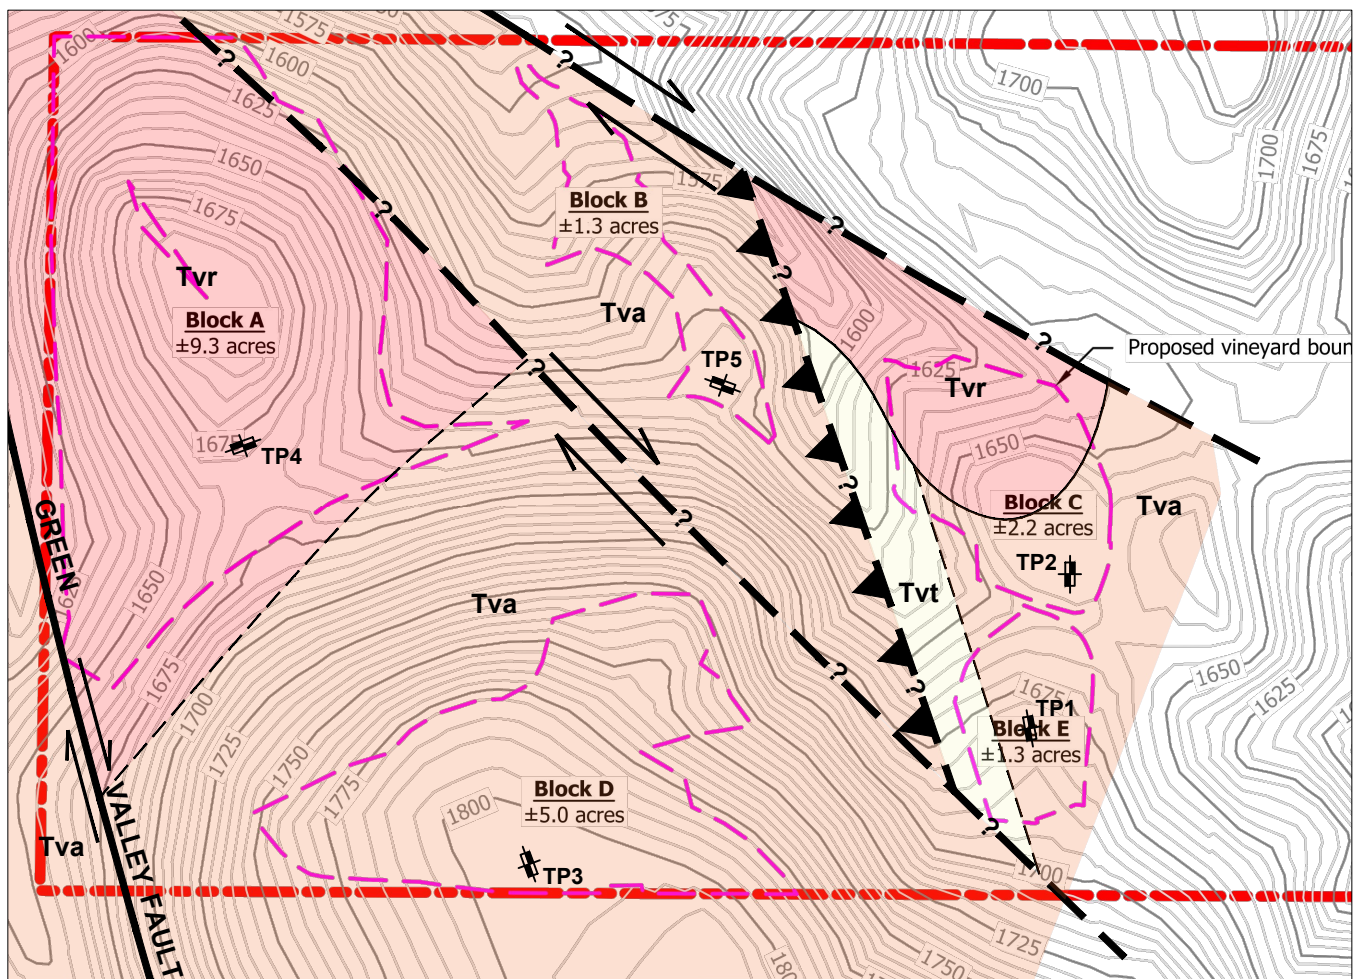 1575
1600
1600
1625
1650
1675
Tvr
Block A
±9.3 acres
1675
TP4
?
?
?
?
1575
Block B
±1.3 acres
Tva
TP5
?
?
?
?
1600
1625
Tvr
Proposed vineyard boun
1650
Block C
±2.2 acres
Tva
TP2
Tvt
?
?
?
?
?
1700
1700
1675
1650
1625
GREEN
VALLEY FAULT
1650
1675
1700
1725
1750
1775
1800
Tva
Tva
Block D
±5.0 acres
TP3
1675
TP1
Block E
±1.3 acres
1700
1725
1750